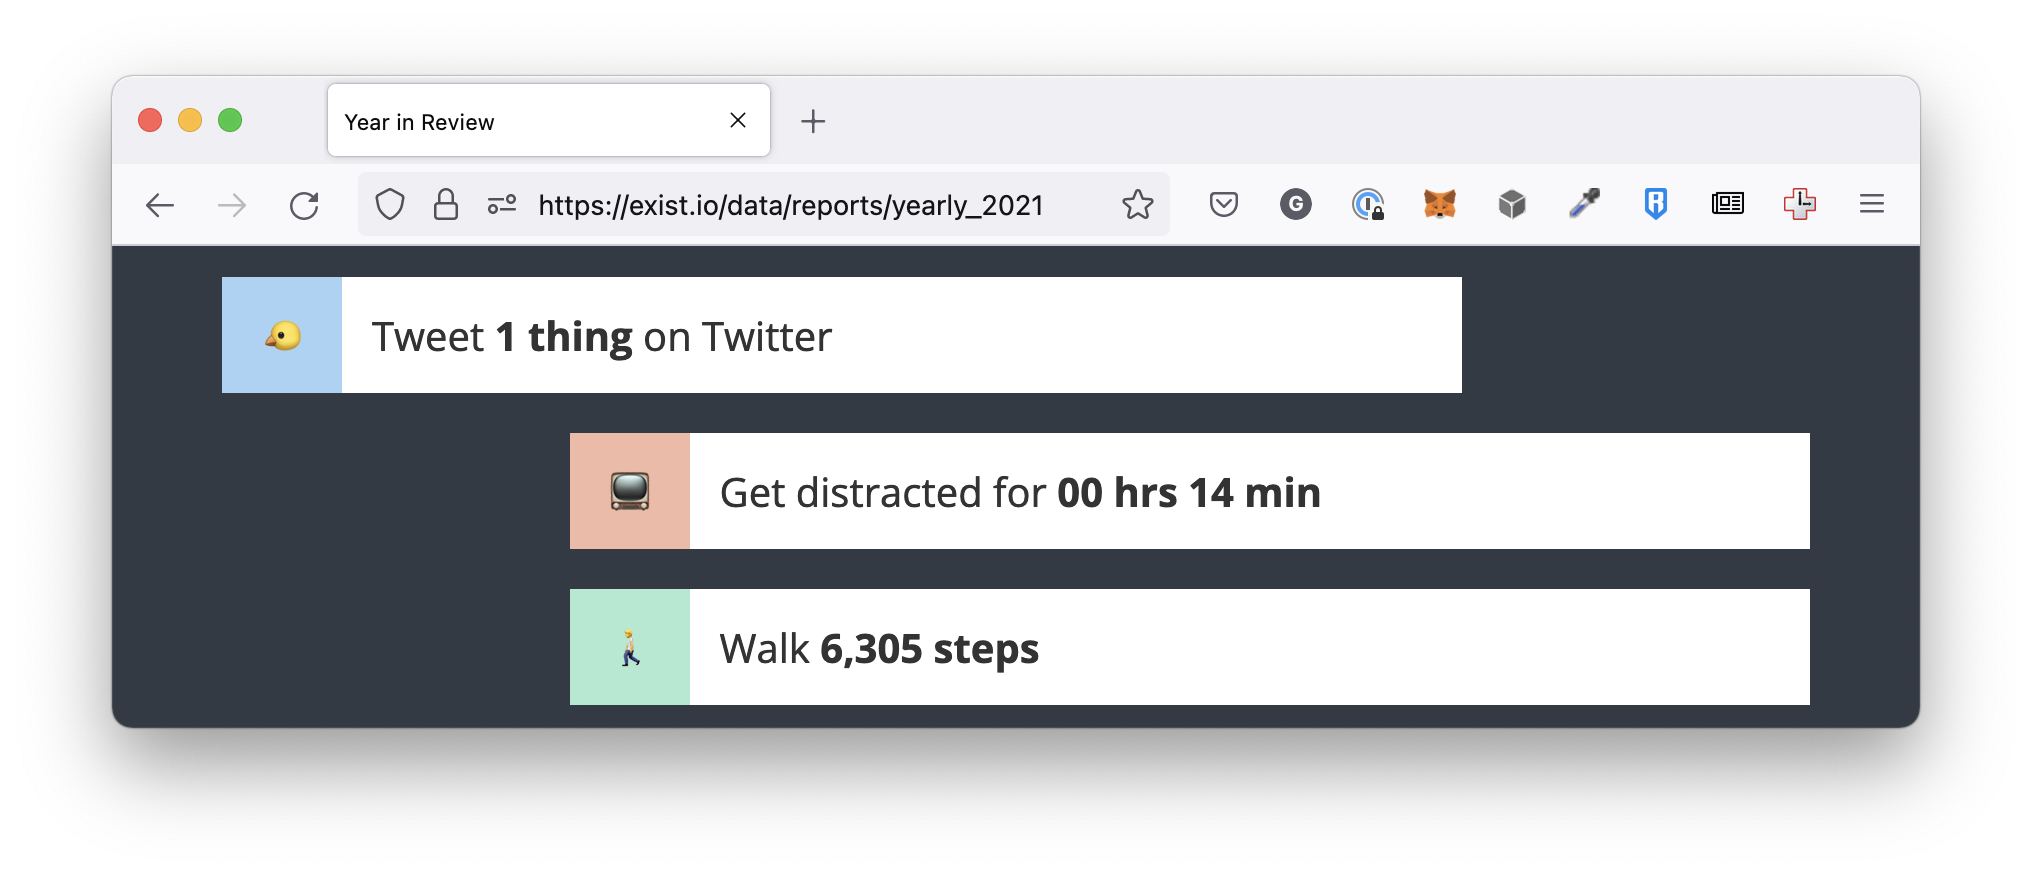 Year in Review
https://exist.io/data/reports/yearly_2021
G
Tweet 1 thing on Twitter
Get distracted for 00 hrs 14 min
Walk 6,305 steps